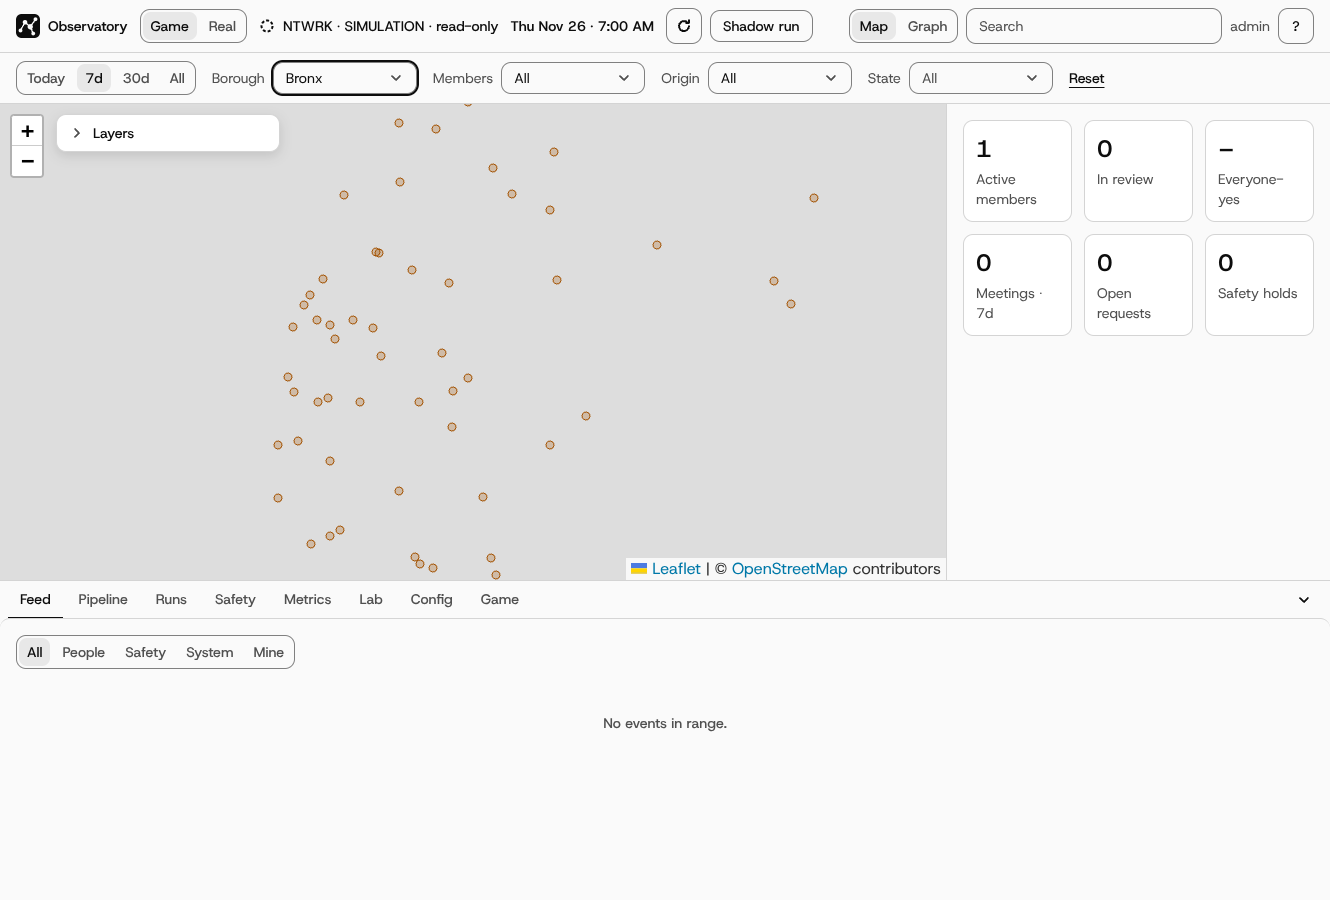 Observatory Game Real NTWRK · SIMULATION · read-only Thu Nov 26 · 7:00 AM Shadow run Map Graph Search admin ?
Today 7d 30d All Borough Bronx Members All Origin All State All Reset
+
−
Layers
1
Active
members
0
In review
–
Everyone-
yes
0
Meetings ·
7d
0
Open
requests
0
Safety holds
Leaflet | © OpenStreetMap contributors
Feed Pipeline Runs Safety Metrics Lab Config Game
All People Safety System Mine
No events in range.